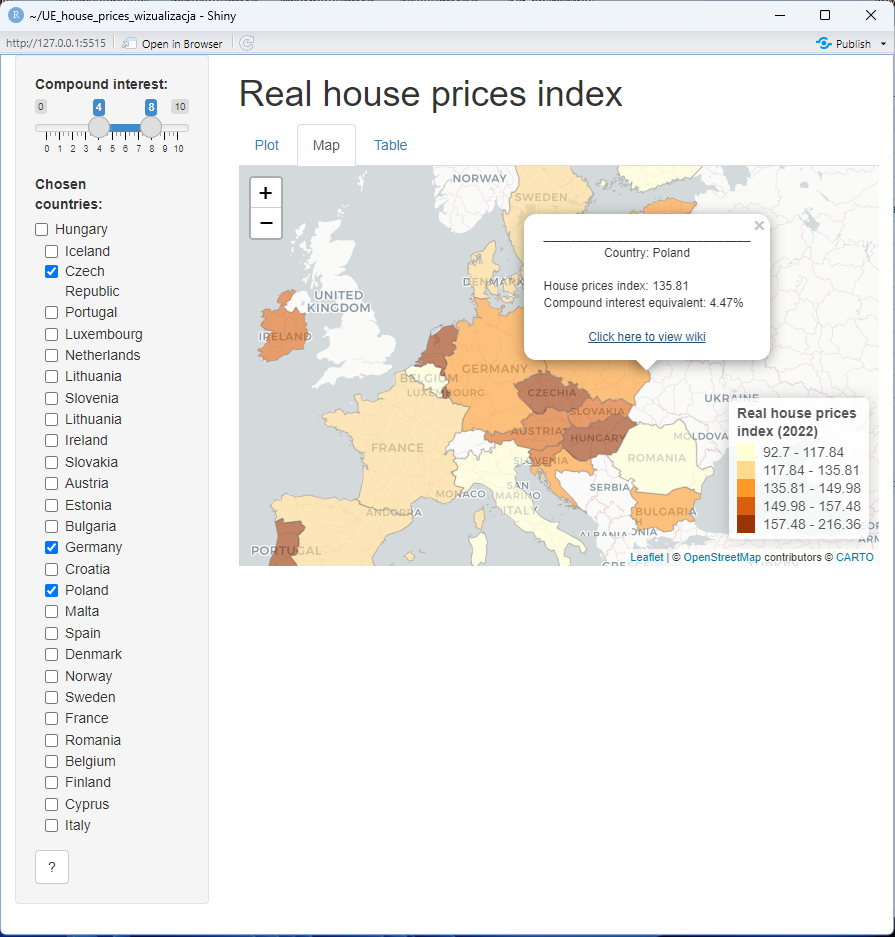 ~/UE_house_prices_wizualizacja - Shiny
http://127.0.0.1:5515
Open in Browser
Publish
Compound interest:
0 4 8 10
0 1 2 3 4 5 6 7 8 9 10
Chosen
countries:
Hungary
Iceland
Czech
Republic
Portugal
Luxembourg
Netherlands
Lithuania
Slovenia
Lithuania
Ireland
Slovakia
Austria
Estonia
Bulgaria
Germany
Croatia
Poland
Malta
Spain
Denmark
Norway
Sweden
France
Romania
Belgium
Finland
Cyprus
Italy
?
Real house prices index
Plot Map Table
+
−
NORWAY
SWEDEN
DENMARK
UNITED
KINGDOM
IRELAND
GERMANY
BELGIUM
LUXEMBOURG
CZECHIA
SLOVAKIA
UKRAINE
AUSTRIA
HUNGARY
MOLDOVA
FRANCE
SLOVENIA
ROMANIA
SAN
MARINO
MONACO
SERBIA
ITALY
ANDORRA
BULGARIA
ALBANIA
PORTUGAL
×
Country: Poland
House prices index: 135.81
Compound interest equivalent: 4.47%
Click here to view wiki
Real house prices
index (2022)
92.7 - 117.84
117.84 - 135.81
135.81 - 149.98
149.98 - 157.48
157.48 - 216.36
Leaflet | © OpenStreetMap contributors © CARTO